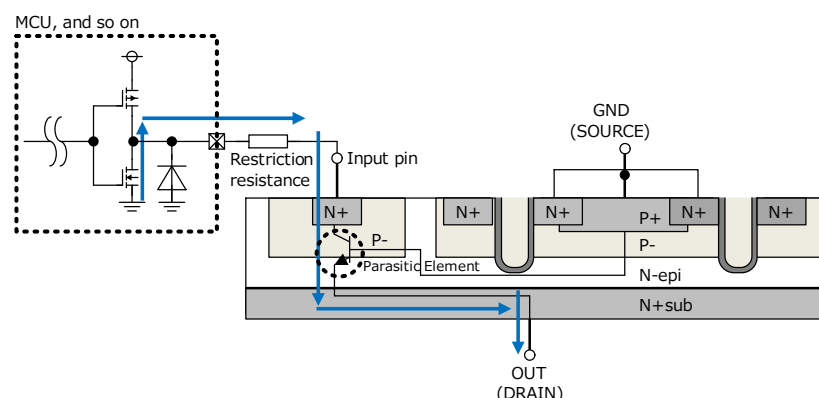 MCU, and so on
GND
(SOURCE)
Restriction
resistance
Input pin
N+
N+
N+
P+
N+
N+
P-
P-
Parasitic Element
N-epi
N+sub
OUT
(DRAIN)